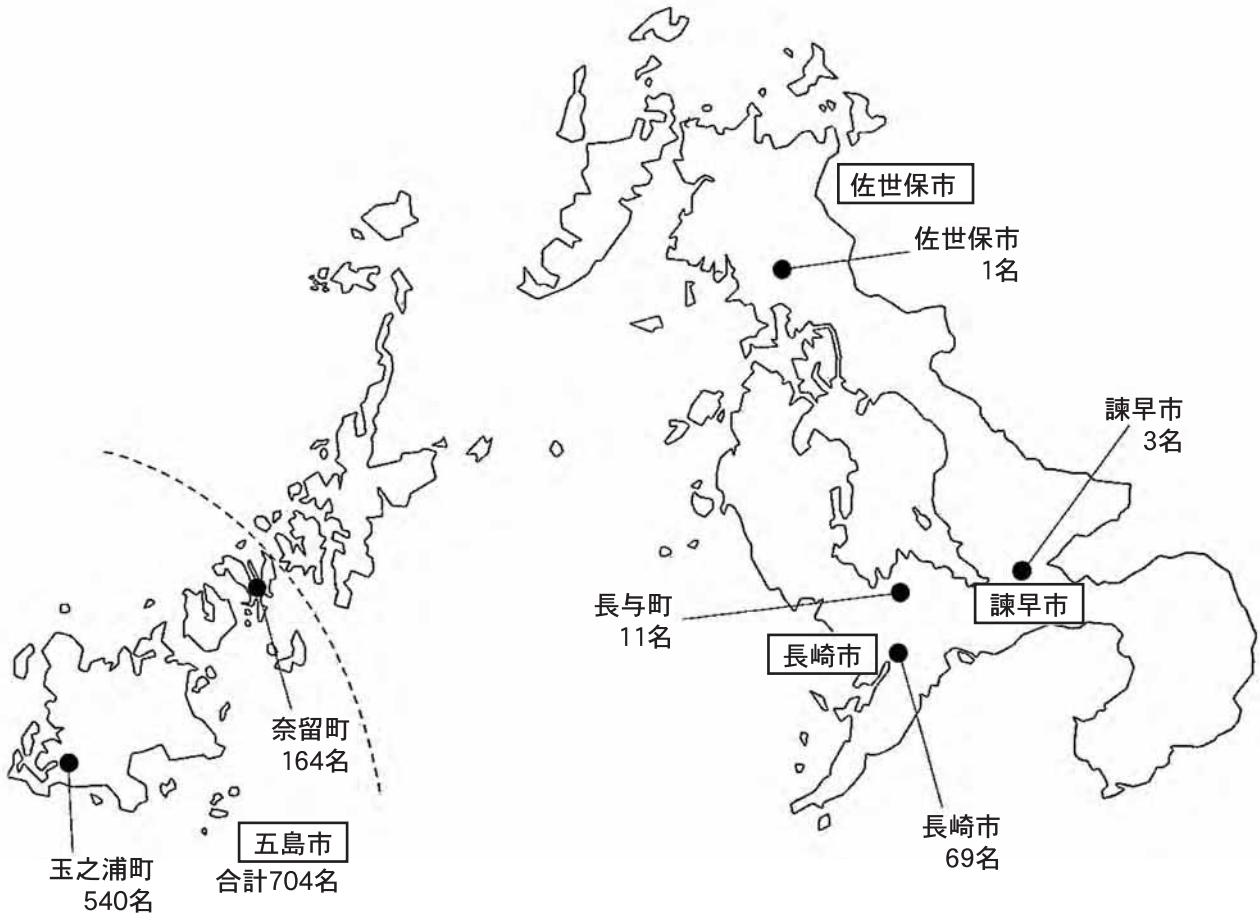 佐世保市
佐世保市
1名
諫早市
3名
諫早市
長与町
11名
長崎市
長崎市
69名
奈留町
164名
五島市
合計704名
玉之浦町
540名